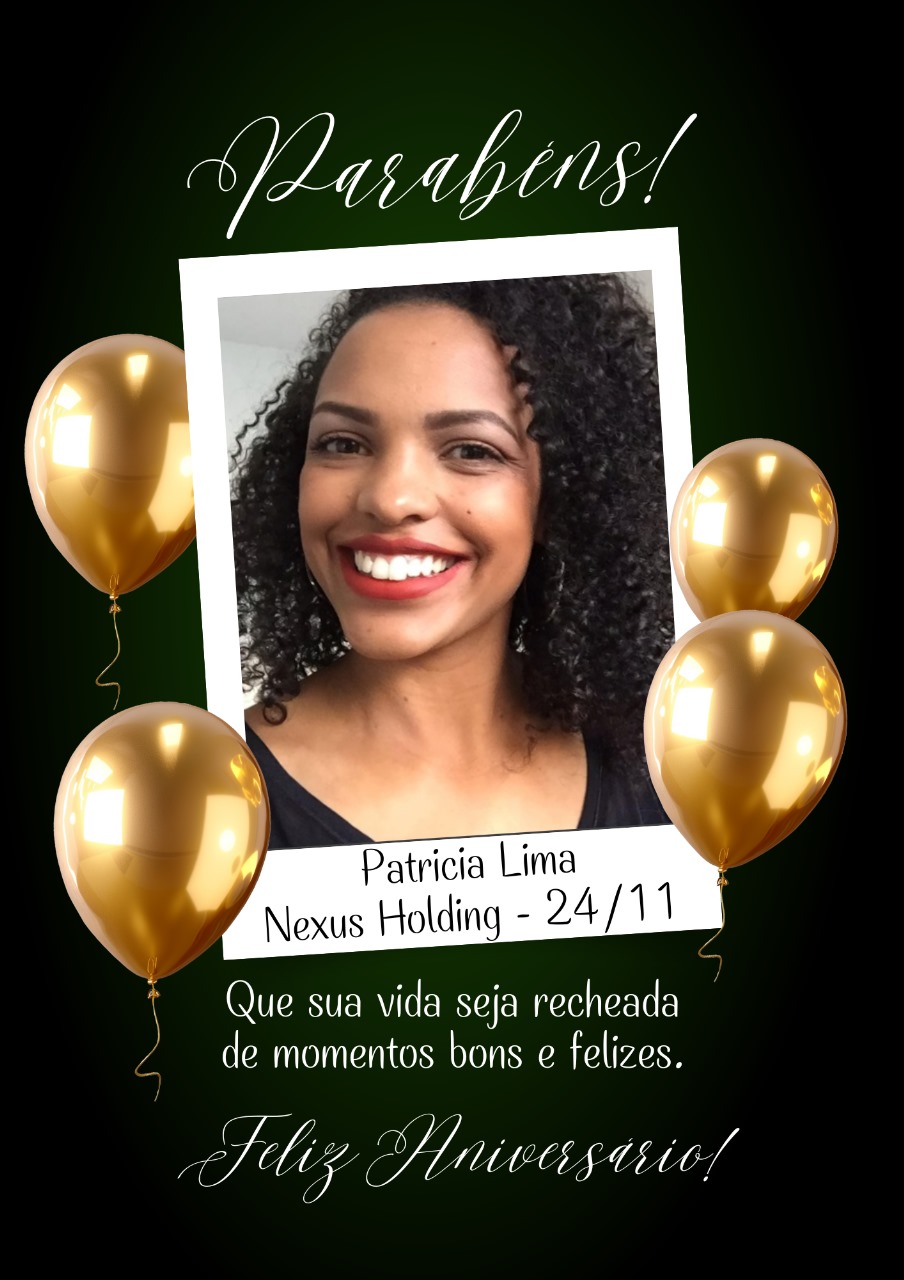 Parabéns!
Patricia Lima
Nexus Holding - 24/11
Que sua vida seja recheada
de momentos bons e felizes.
Feliz Aniversário!